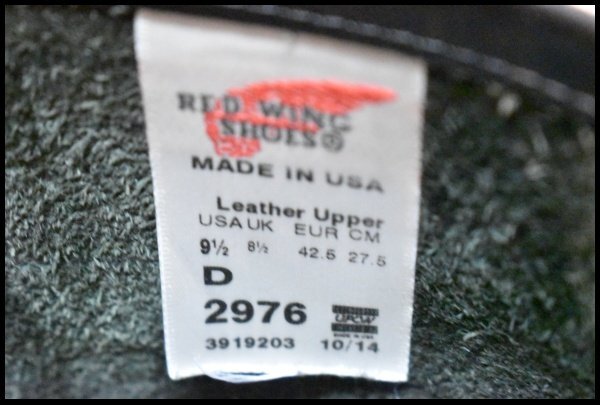 RED WING
SHOES®
MADE IN USA
Leather Upper
USA UK EUR CM
9½ 8½ 42.5 27.5
D
2976
3919203 10/14